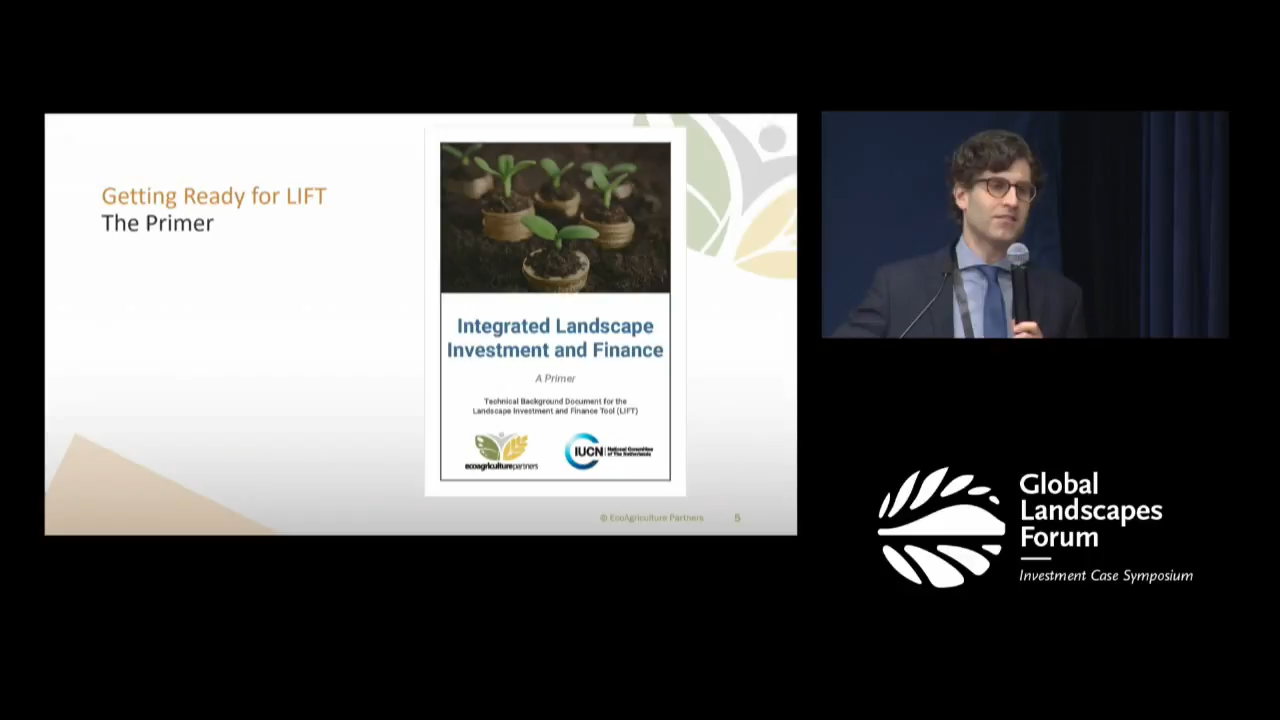 Getting Ready for LIFT
The Primer
Integrated Landscape
Investment and Finance
A Primer
Technical Background Document for the
Landscape Investment and Finance Tool (LIFT)
ecoagriculturepartners
IUCN
National Committee
of The Netherlands
© EcoAgriculture Partners
5
Global
Landscapes
Forum
Investment Case Symposium